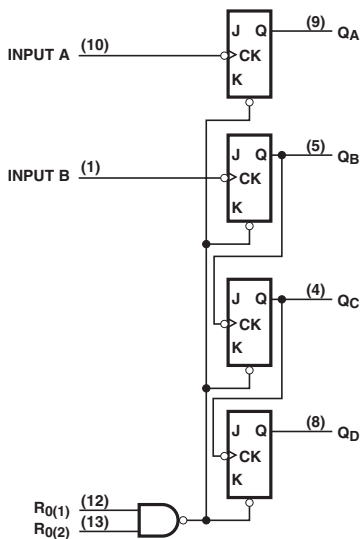 J Q (9) QA
INPUT A (10) CK
K
J Q (5) QB
INPUT B (1) CK
K
J Q (4) QC
CK
K
J Q (8) QD
CK
K
R0(1) (12)
R0(2) (13)